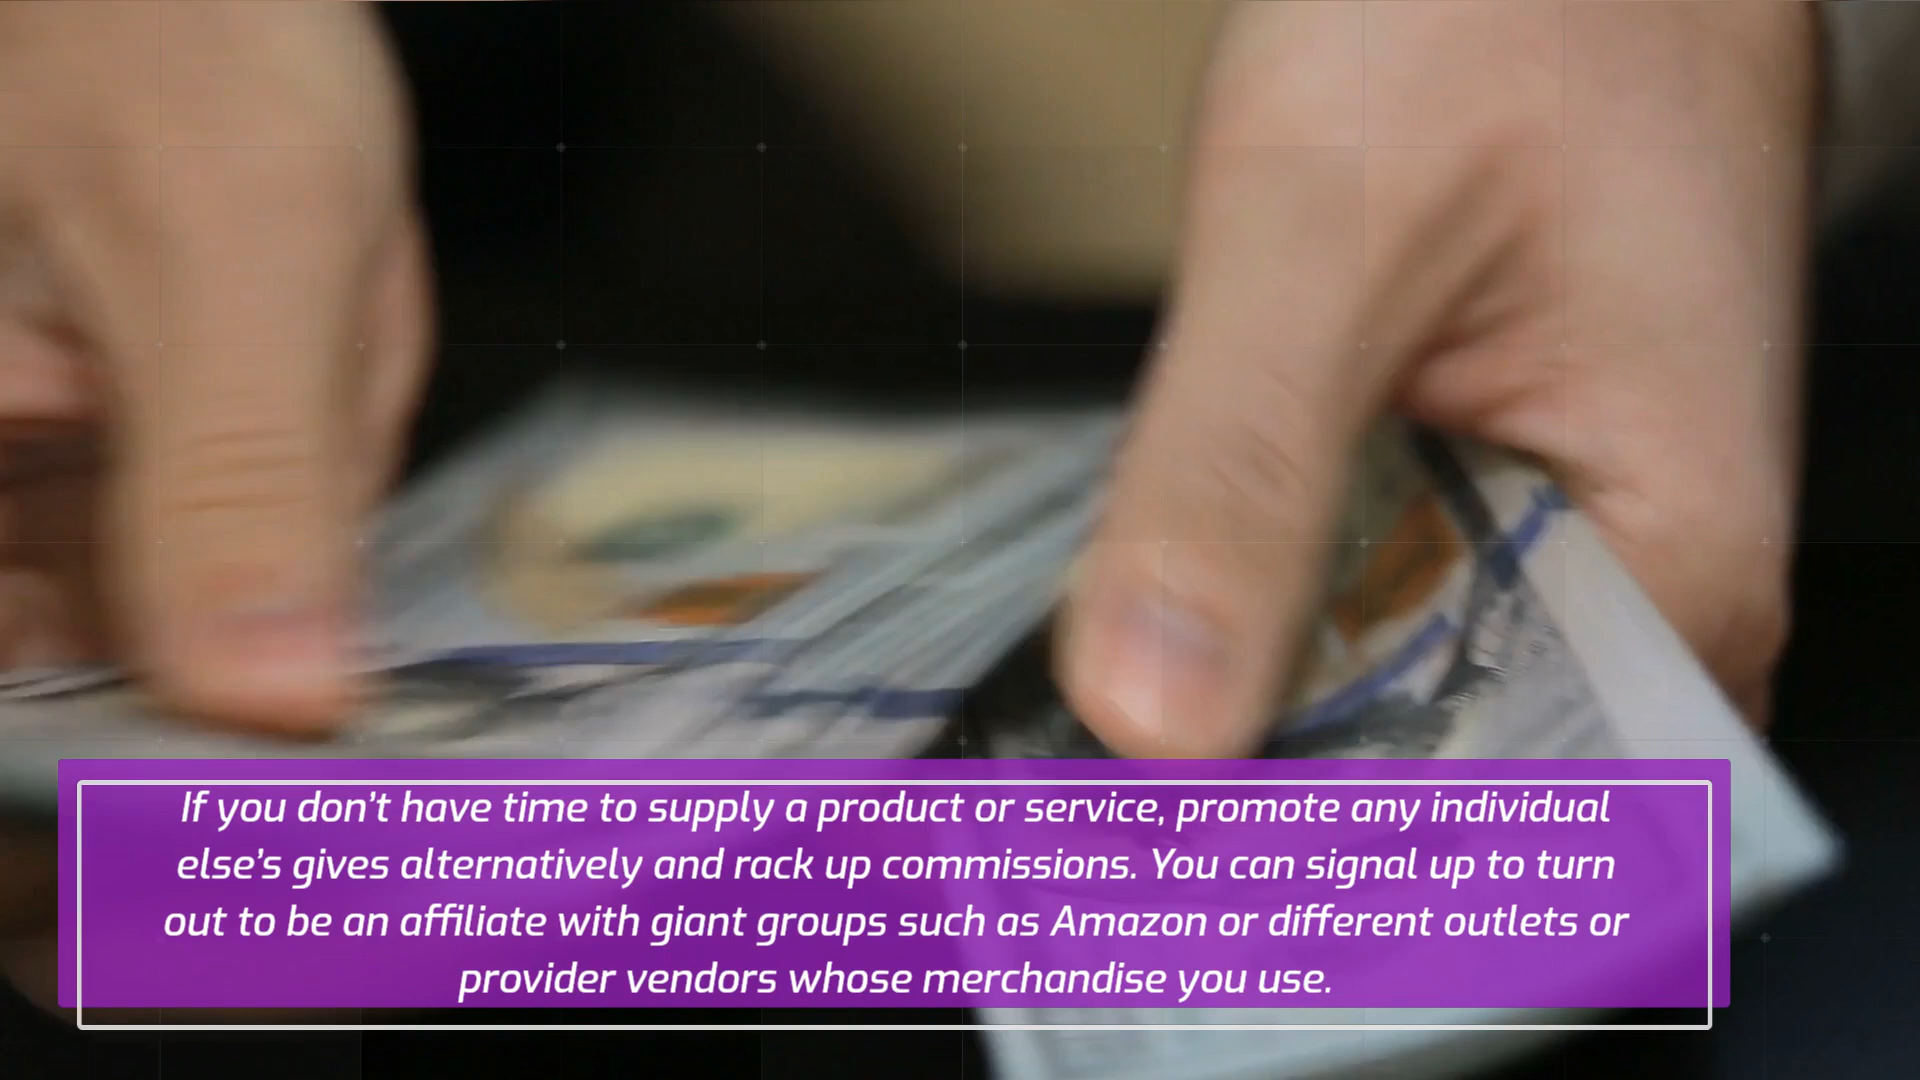 If you don’t have time to supply a product or service, promote any individual
else’s gives alternatively and rack up commissions. You can signal up to turn
out to be an affiliate with giant groups such as Amazon or different outlets or
provider vendors whose merchandise you use.